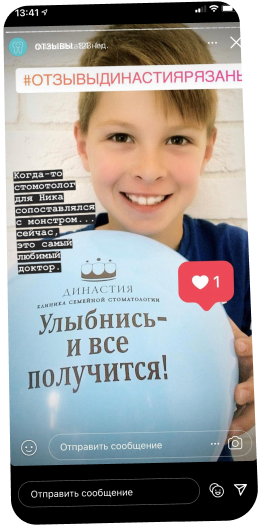 13:41
ОТЗЫВЫ
#ОТЗЫВЫДИНАСТИЯРЯЗАНЬ
Когда-то
стоматолог
для Ника
сопоставлялся
с монстром...
сейчас,
это самый
любимый
доктор.
ДИНАСТИЯ
КЛИНИКА СЕМЕЙНОЙ СТОМАТОЛОГИИ
Улыбнись-
и все
получится!
1
Отправить сообщение
Отправить сообщение